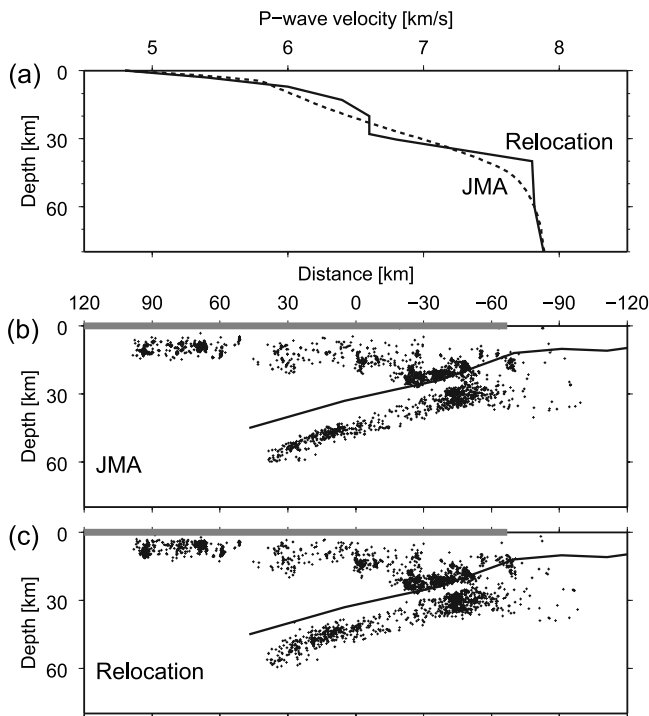 P−wave velocity [km/s]
5 6 7 8
(a)
0
30
60
Depth [km]
Relocation
JMA
Distance [km]
120 90 60 30 0 −30 −60 −90 −120
(b)
0
30
60
Depth [km]
JMA
(c)
0
30
60
Depth [km]
Relocation